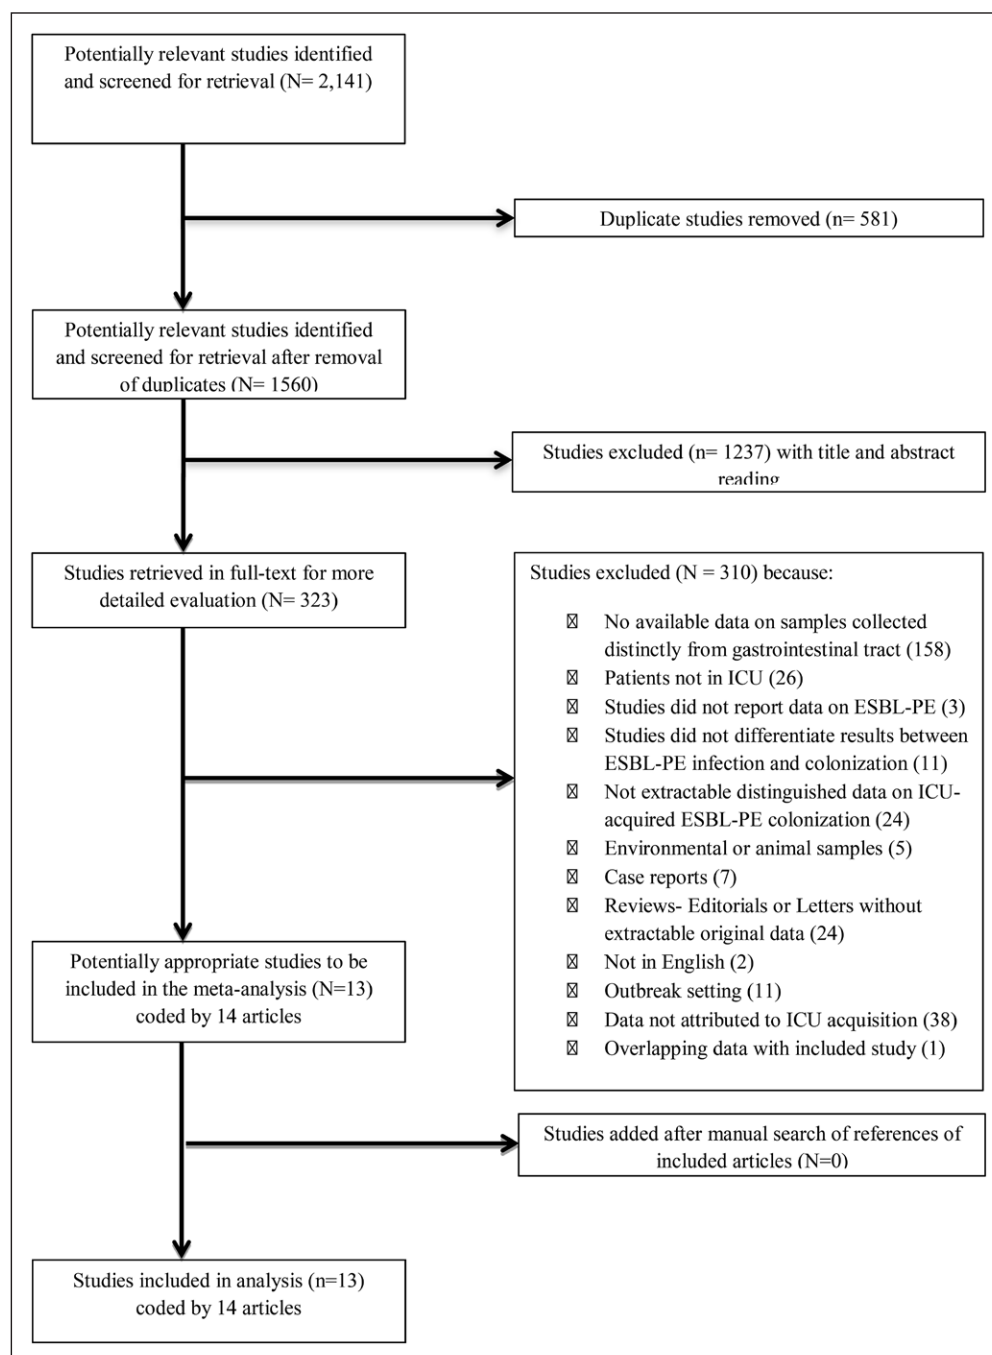 Potentially relevant studies identified
and screened for retrieval (N= 2,141)
Duplicate studies removed (n= 581)
Potentially relevant studies identified
and screened for retrieval after removal
of duplicates (N= 1560)
Studies excluded (n= 1237) with title and abstract
reading
Studies retrieved in full-text for more
detailed evaluation (N= 323)
Studies excluded (N = 310) because:
No available data on samples collected
distinctly from gastrointestinal tract (158)
Patients not in ICU (26)
Studies did not report data on ESBL-PE (3)
Studies did not differentiate results between
ESBL-PE infection and colonization (11)
Not extractable distinguished data on ICU-
acquired ESBL-PE colonization (24)
Environmental or animal samples (5)
Case reports (7)
Reviews- Editorials or Letters without
extractable original data (24)
Not in English (2)
Outbreak setting (11)
Data not attributed to ICU acquisition (38)
Overlapping data with included study (1)
Potentially appropriate studies to be
included in the meta-analysis (N=13)
coded by 14 articles
Studies added after manual search of references of
included articles (N=0)
Studies included in analysis (n=13)
coded by 14 articles